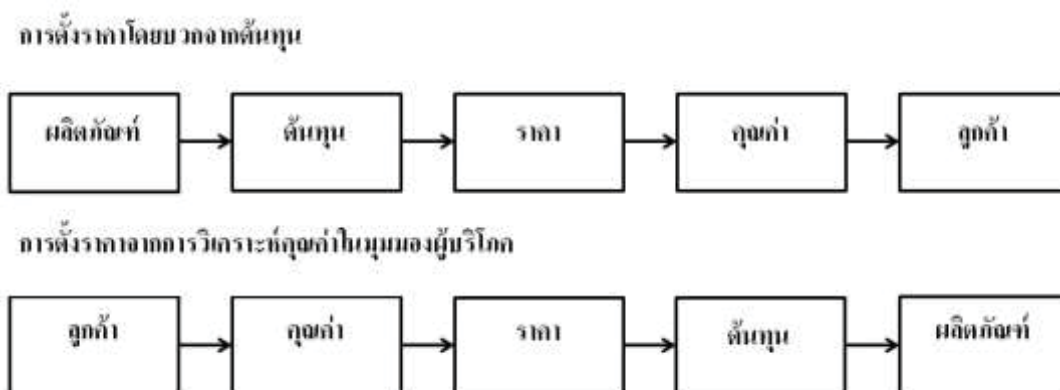 การตั้งราคาโดยบวกจากต้นทุน
ผลิตภัณฑ์ ต้นทุน ราคา คุณค่า ลูกค้า
การตั้งราคาจากการวิเคราะห์คุณค่าในมุมมองผู้บริโภค
ลูกค้า คุณค่า ราคา ต้นทุน ผลิตภัณฑ์